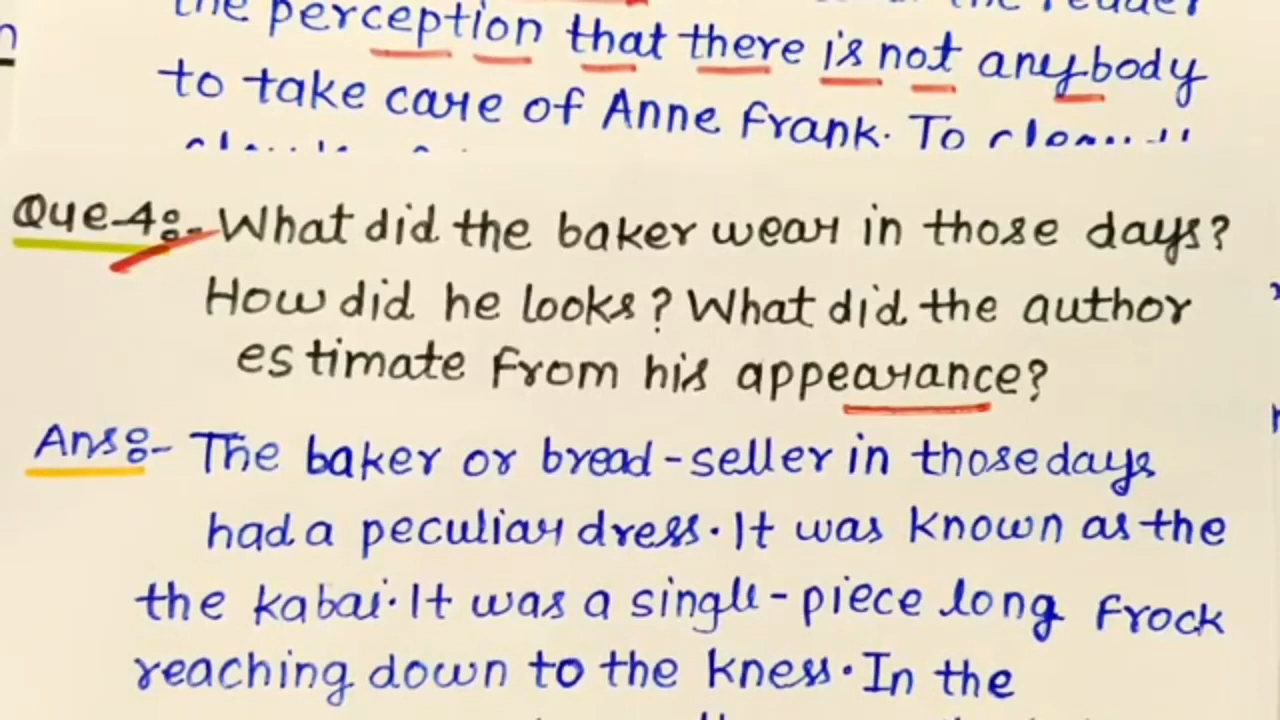 the perception that there is not anybody
to take care of Anne Frank. To
Que-4:- What did the baker wear in those days?
How did he looks? What did the author
estimate from his appearance?
Ans:- The baker or bread-seller in those days
had a peculiar dress. It was known as the
the kabai. It was a single-piece long frock
reaching down to the kness. In the